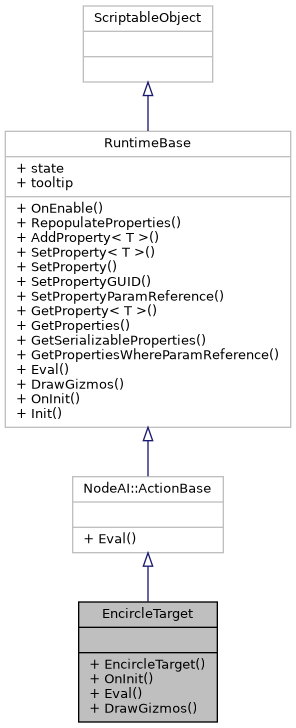 ScriptableObject
RuntimeBase
+ state
+ tooltip
+ OnEnable()
+ RepopulateProperties()
+ AddProperty< T >()
+ SetProperty< T >()
+ SetProperty()
+ SetPropertyGUID()
+ SetPropertyParamReference()
+ GetProperty< T >()
+ GetProperties()
+ GetSerializableProperties()
+ GetPropertiesWhereParamReference()
+ Eval()
+ DrawGizmos()
+ OnInit()
+ Init()
NodeAI::ActionBase
+ Eval()
EncircleTarget
+ EncircleTarget()
+ OnInit()
+ Eval()
+ DrawGizmos()